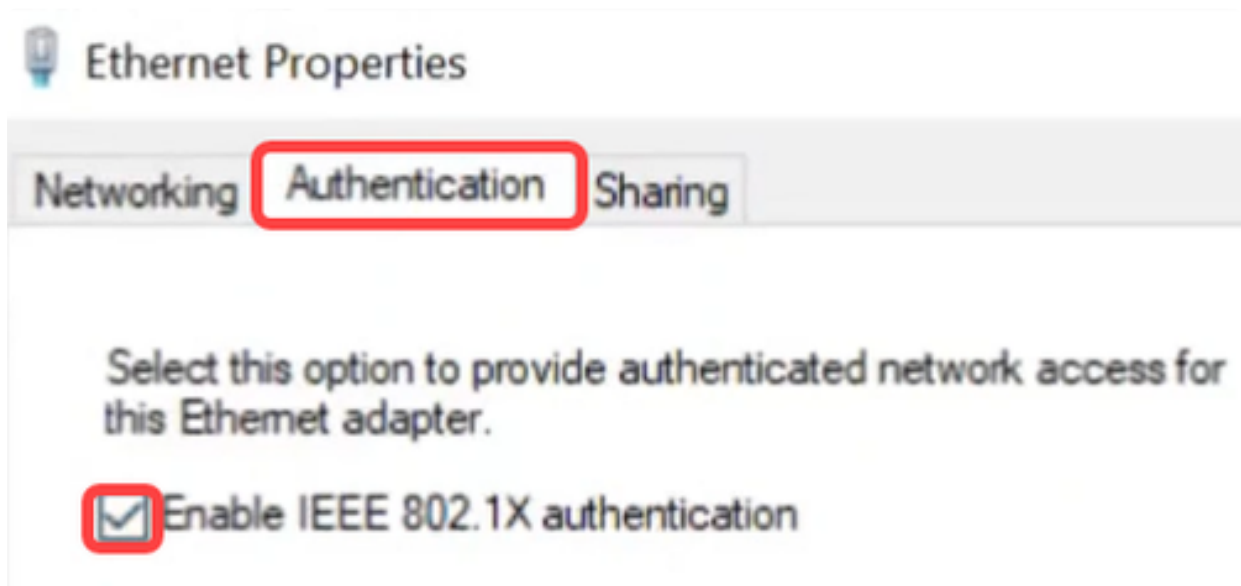 Ethernet Properties
Networking Authentication Sharing
Select this option to provide authenticated network access for
this Ethernet adapter.
Enable IEEE 802.1X authentication